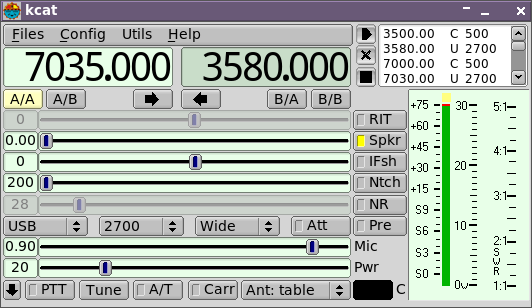 kcat
Files Config Utils Help
7035.000 3580.000
3500.00 C 500
3580.00 U 2700
7000.00 C 500
7030.00 U 2700
A/A A/B B/A B/B
0 RIT
0.00 Spkr
0 IFsh
200 Ntch
28 NR
USB 2700 Wide Att Pre
0.90 Mic
20 Pwr
PTT Tune A/T Carr Ant: table C
+75 30 5:1
+60
+45 4:1
+30 20
+15 3:1
S9
S6 10
S3 2:1
SWR
S0 0w 1:1